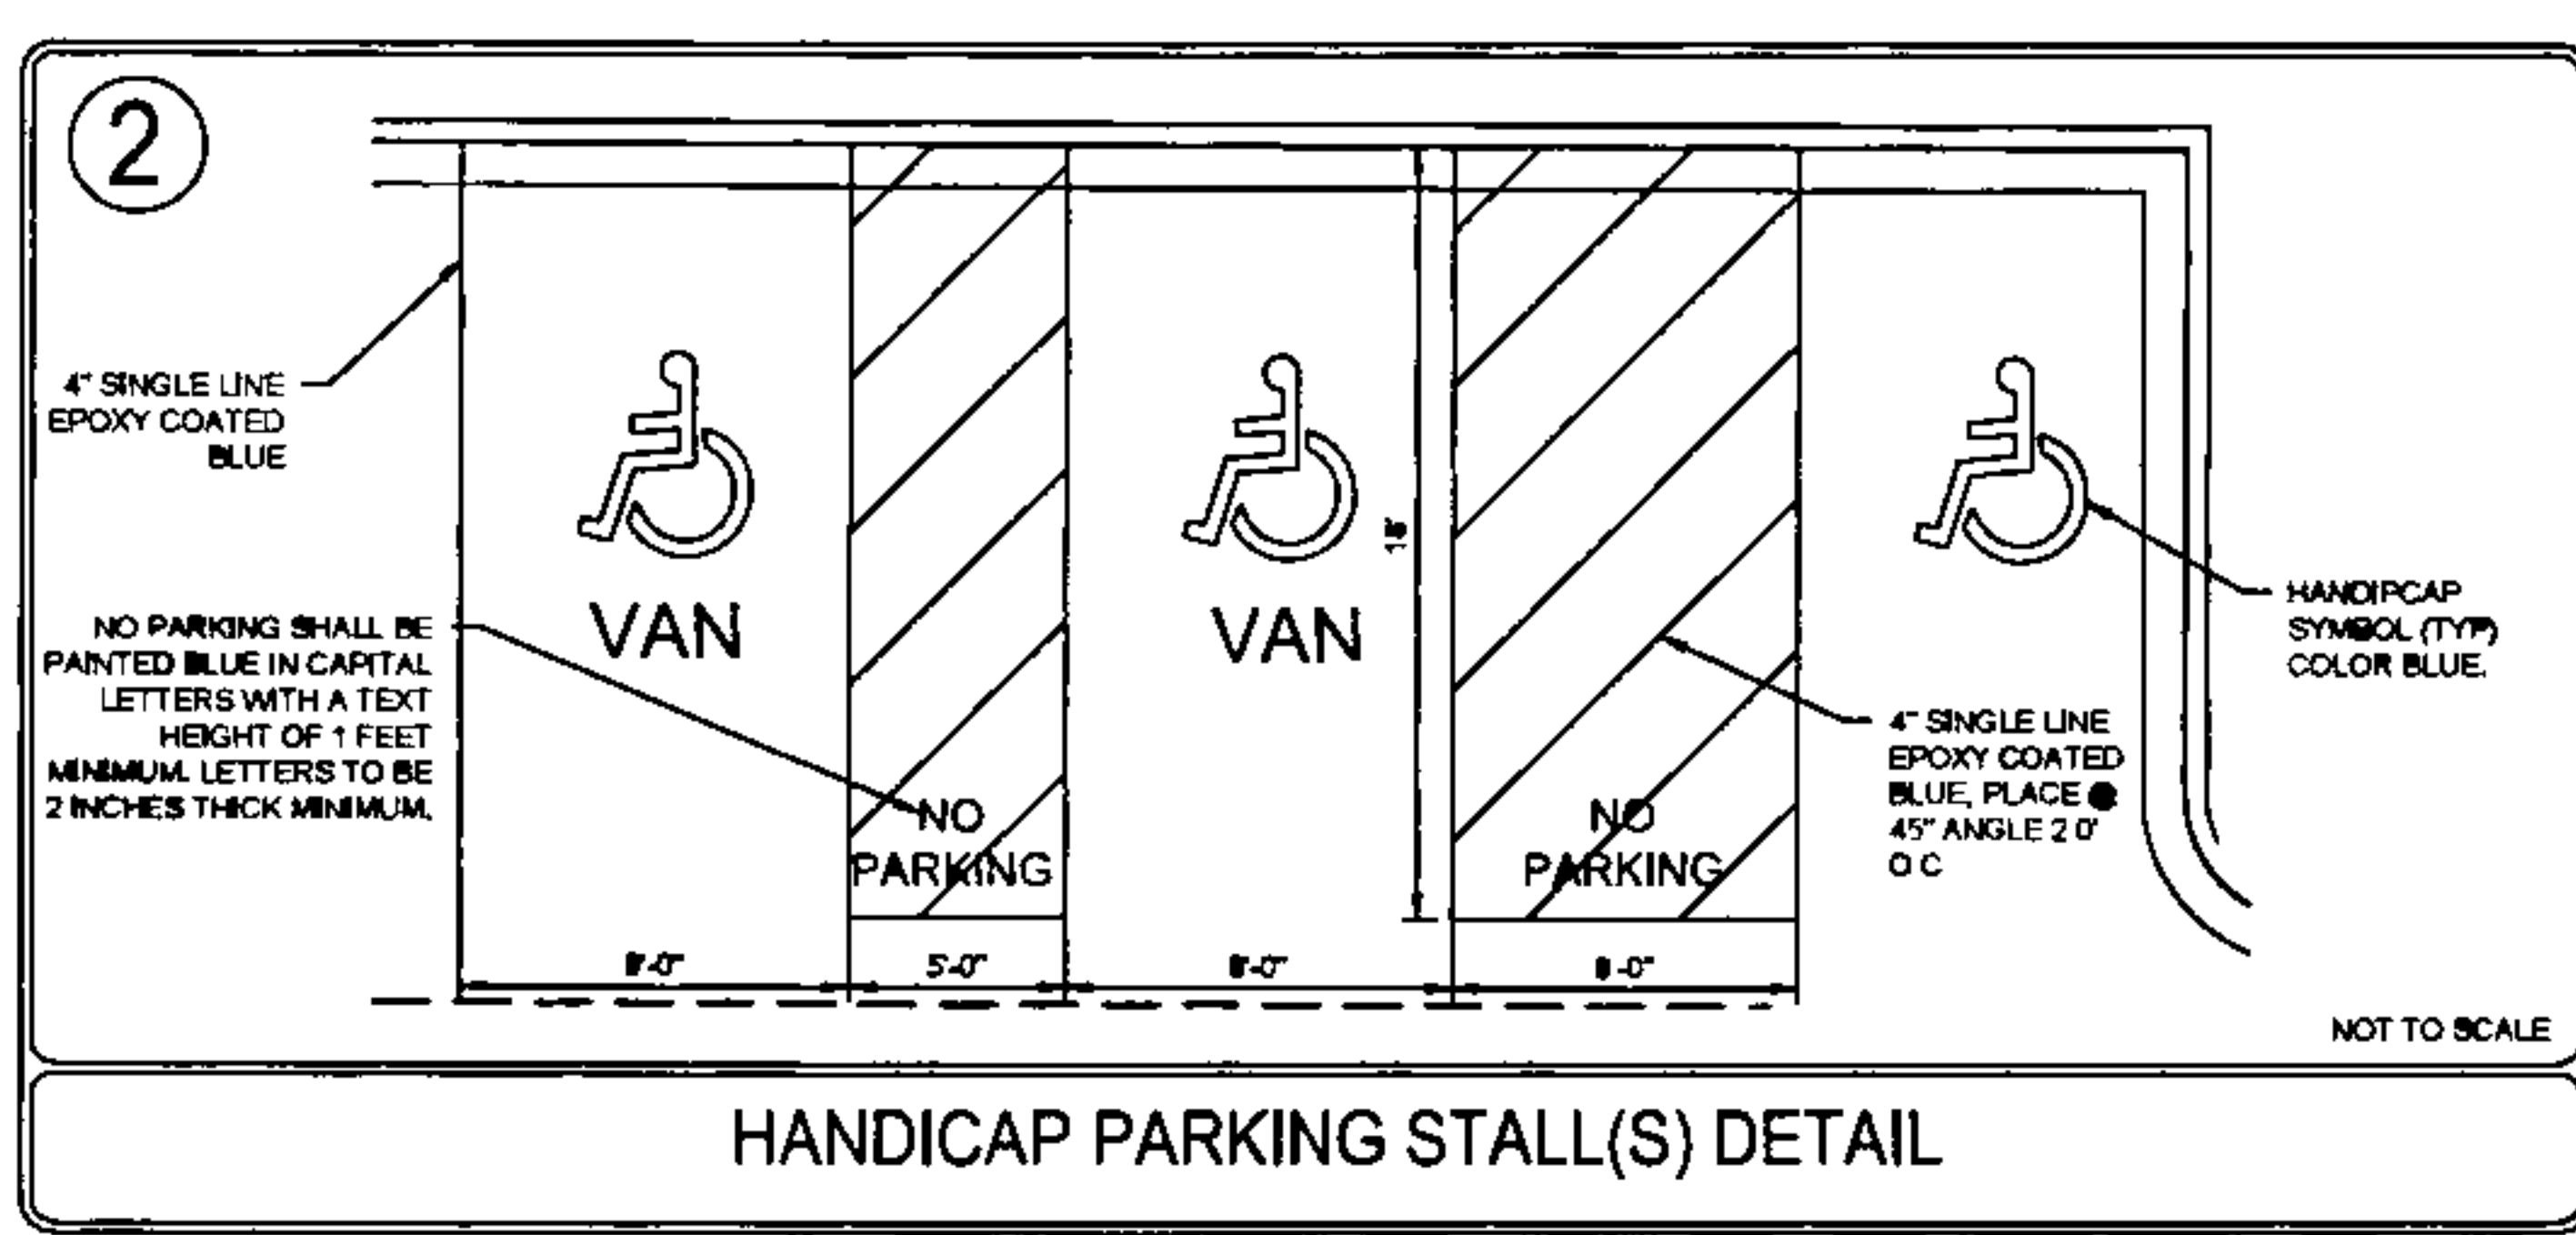 2
4" SINGLE LINE
EPOXY COATED
BLUE
NO PARKING SHALL BE
PAINTED BLUE IN CAPITAL
LETTERS WITH A TEXT
HEIGHT OF 1 FEET
MINIMUM. LETTERS TO BE
2 INCHES THICK MINIMUM.
VAN
NO
PARKING
VAN
NO
PARKING
HANDIPCAP
SYMBOL (TYP)
COLOR BLUE.
4" SINGLE LINE
EPOXY COATED
BLUE, PLACE
45" ANGLE 2 0'
O C
5'-0"
NOT TO SCALE
HANDICAP PARKING STALL(S) DETAIL